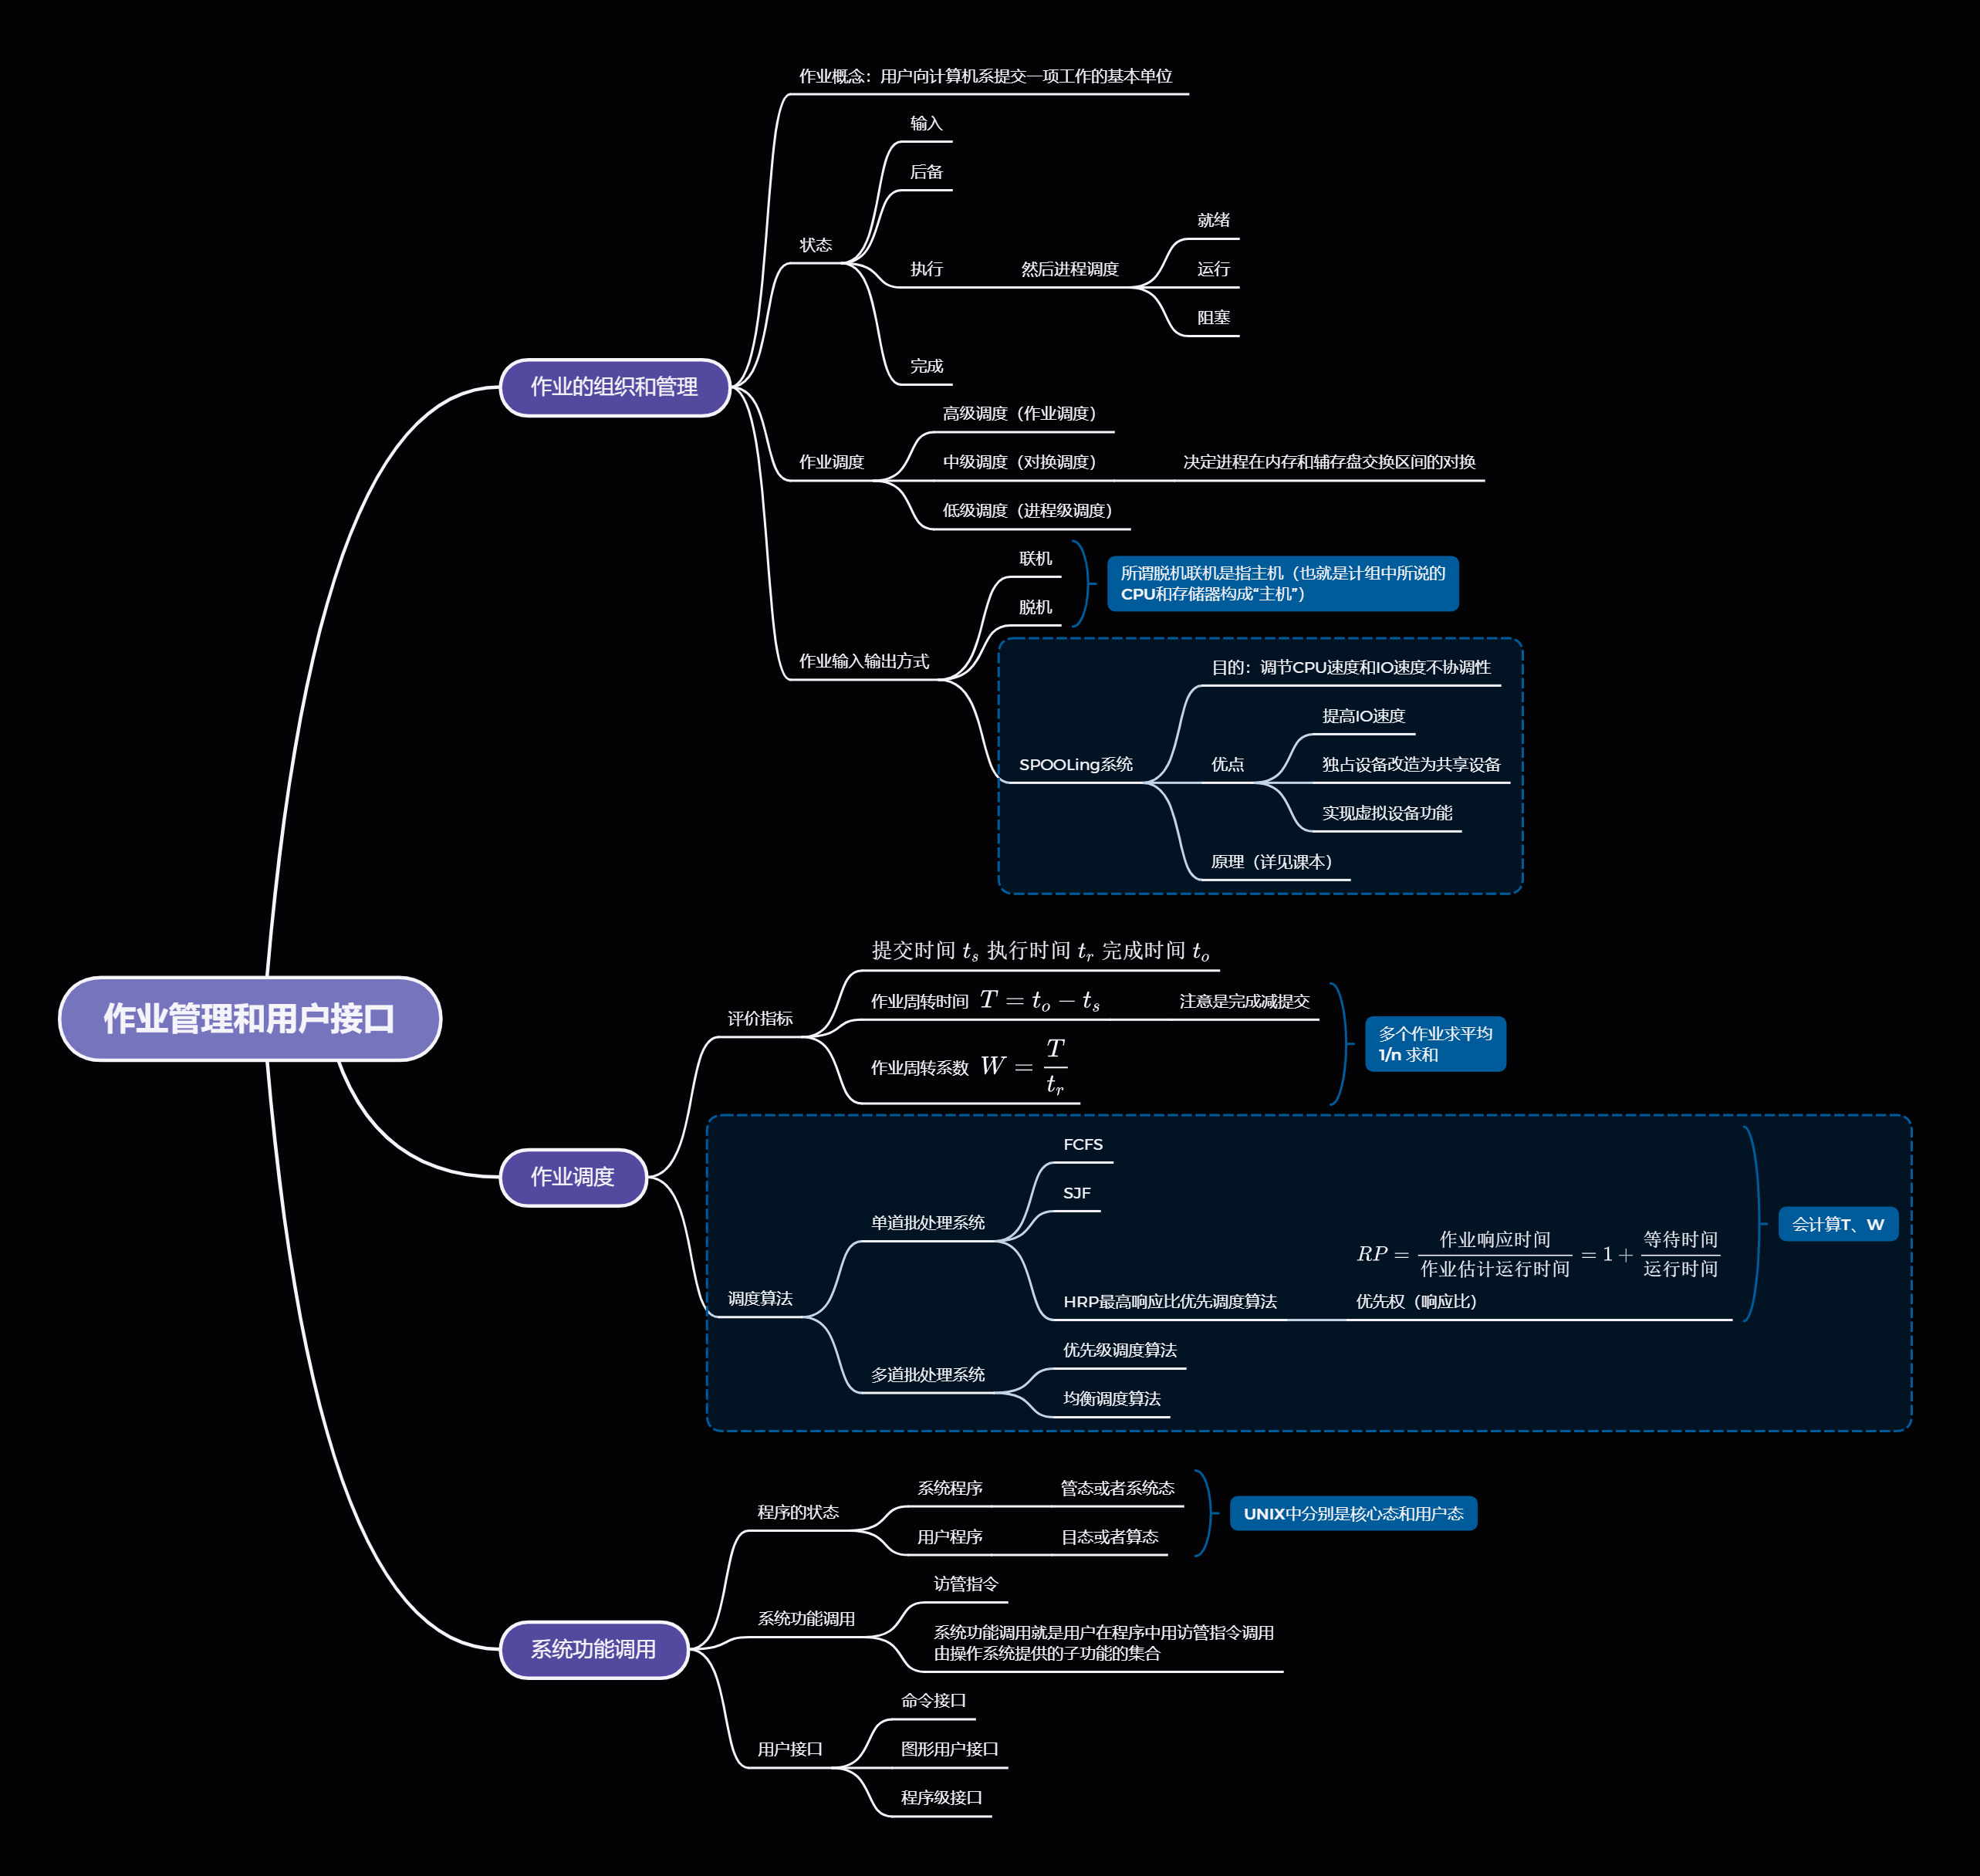 作业管理和用户接口
作业的组织和管理
作业概念：用户向计算机系提交一项工作的基本单位
状态
输入
后备
执行
然后进程调度
就绪
运行
阻塞
完成
作业调度
高级调度（作业调度）
中级调度（对换调度）
决定进程在内存和辅存盘交换区间的对换
低级调度（进程级调度）
作业输入输出方式
联机
脱机
所谓脱机联机是指主机（也就是计组中所说的
CPU和存储器构成“主机”）
SPOOLing系统
目的：调节CPU速度和IO速度不协调性
优点
提高IO速度
独占设备改造为共享设备
实现虚拟设备功能
原理（详见课本）
作业调度
评价指标
提交时间 t_s 执行时间 t_r 完成时间 t_o
作业周转时间 T = t_o − t_s
注意是完成减提交
作业周转系数 W = T / t_r
多个作业求平均
1/n 求和
调度算法
单道批处理系统
FCFS
SJF
HRP最高响应比优先调度算法
RP = 作业响应时间 / 作业估计运行时间 = 1 + 等待时间 / 运行时间
优先权（响应比）
会计算T、W
多道批处理系统
优先级调度算法
均衡调度算法
系统功能调用
程序的状态
系统程序
管态或者系统态
用户程序
目态或者算态
UNIX中分别是核心态和用户态
系统功能调用
访管指令
系统功能调用就是用户在程序中用访管指令调用
由操作系统提供的子功能的集合
用户接口
命令接口
图形用户接口
程序级接口